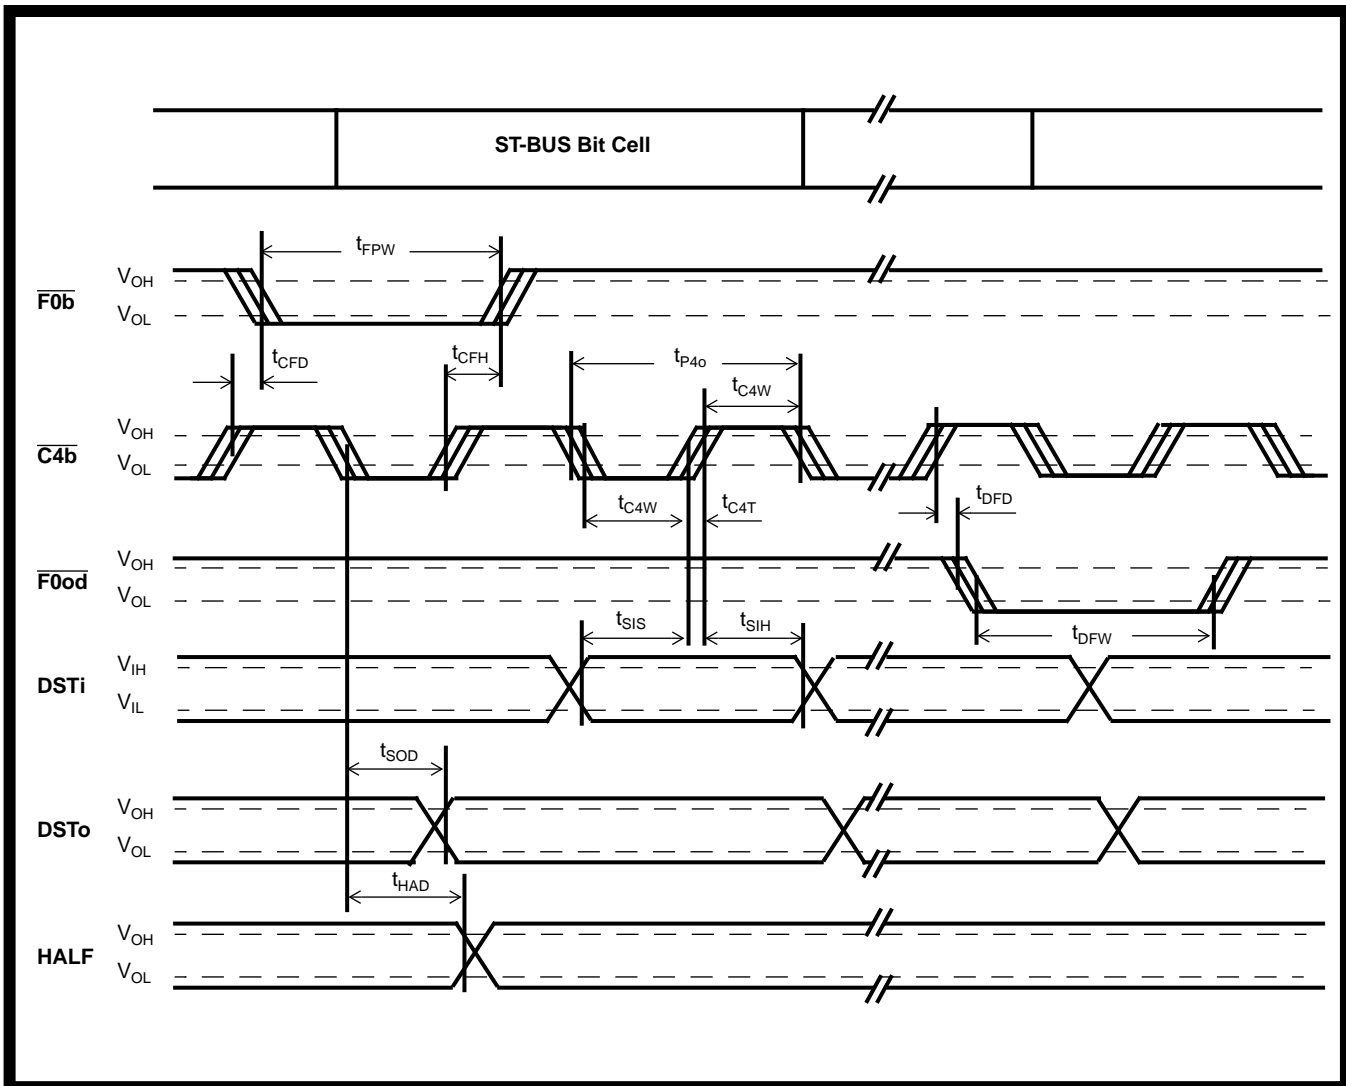 ST-BUS Bit Cell
tFPW
F0b
VOH
VOL
tCFD
tCFH
tP4o
tC4W
C4b
VOH
VOL
tC4W
tC4T
tDFD
F0od
VOH
VOL
tSIS
tSIH
tDFW
DSTi
VIH
VIL
tSOD
DSTo
VOH
VOL
tHAD
HALF
VOH
VOL